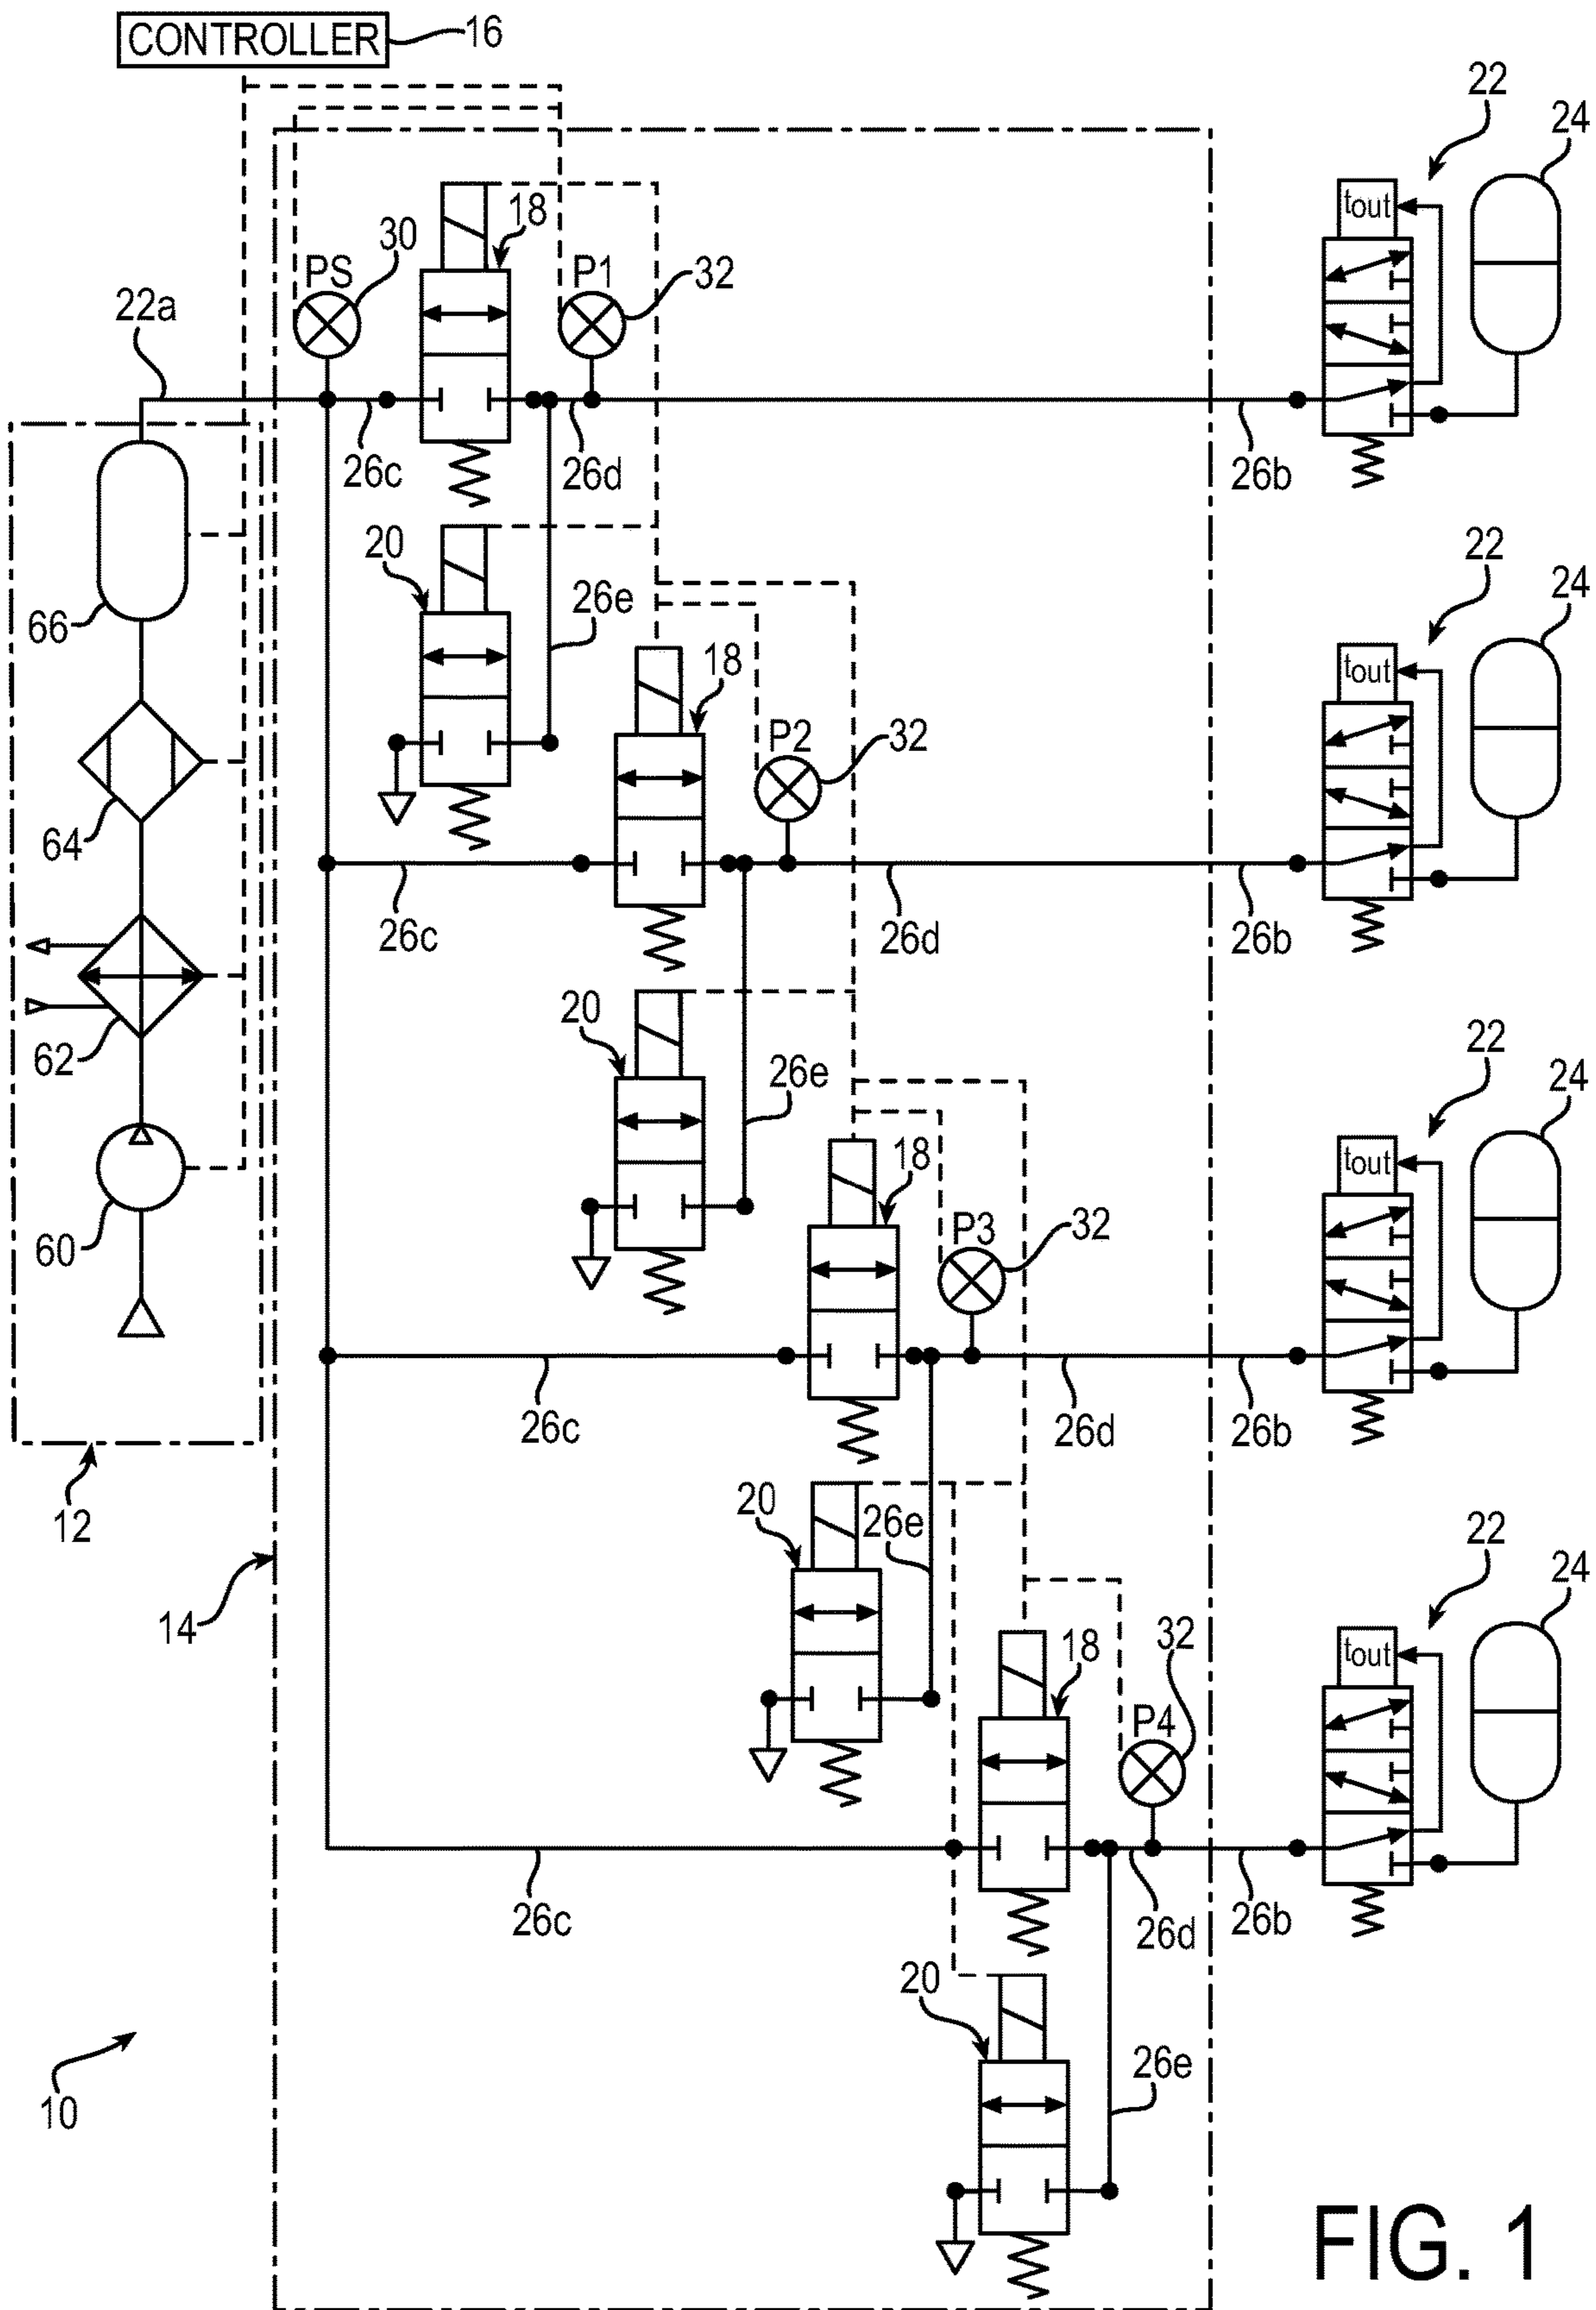 CONTROLLER 16
22
24
tout
18
30
PS
P1
32
22a
26c
26d
26b
20
26e
66
22
24
tout
18
P2
32
64
26c
26d
26b
20
26e
62
22
24
tout
18
P3
32
60
26c
26d
26b
12
20
26e
22
24
tout
14
18
32
P4
26c
26d
26b
20
26e
10
FIG. 1